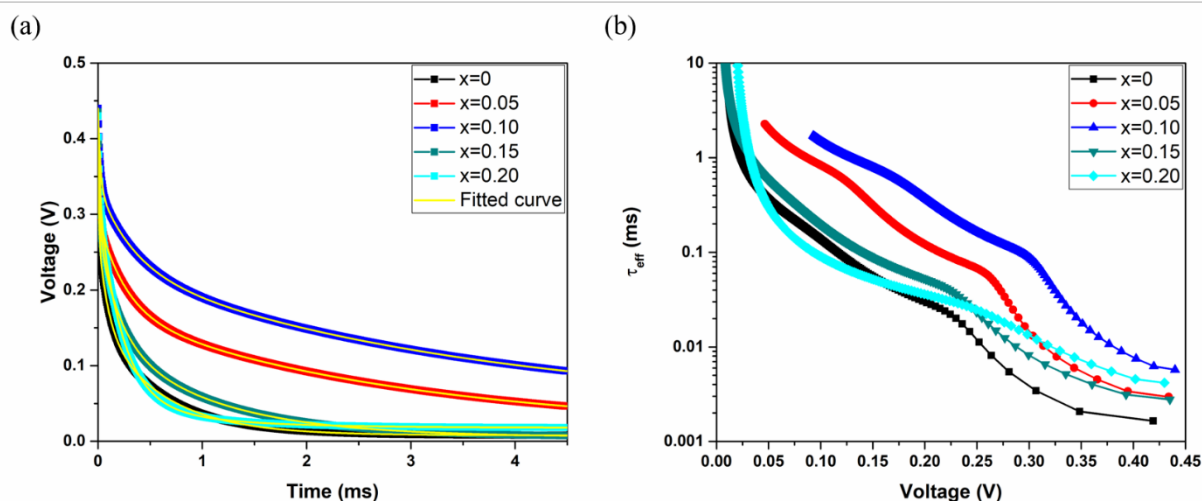 (a)
0.5
0.4
0.3
0.2
0.1
0.0
Voltage (V)
0
1
2
3
4
Time (ms)
x=0
x=0.05
x=0.10
x=0.15
x=0.20
Fitted curve
(b)
10
1
0.1
0.01
0.001
τeff (ms)
0.00 0.05 0.10 0.15 0.20 0.25 0.30 0.35 0.40 0.45
Voltage (V)
x=0
x=0.05
x=0.10
x=0.15
x=0.20